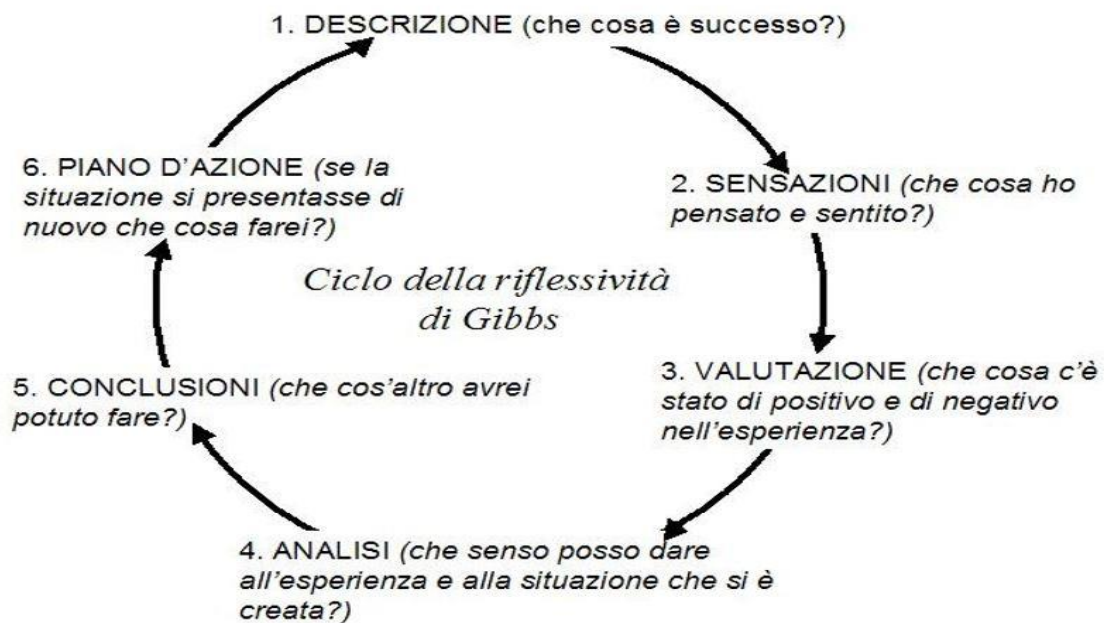 1. DESCRIZIONE (che cosa è successo?)
2. SENSAZIONI (che cosa ho
pensato e sentito?)
3. VALUTAZIONE (che cosa c'è
stato di positivo e di negativo
nell'esperienza?)
4. ANALISI (che senso posso dare
all'esperienza e alla situazione che si è
creata?)
5. CONCLUSIONI (che cos'altro avrei
potuto fare?)
6. PIANO D'AZIONE (se la
situazione si presentasse di
nuovo che cosa farei?)
Ciclo della riflessività
di Gibbs